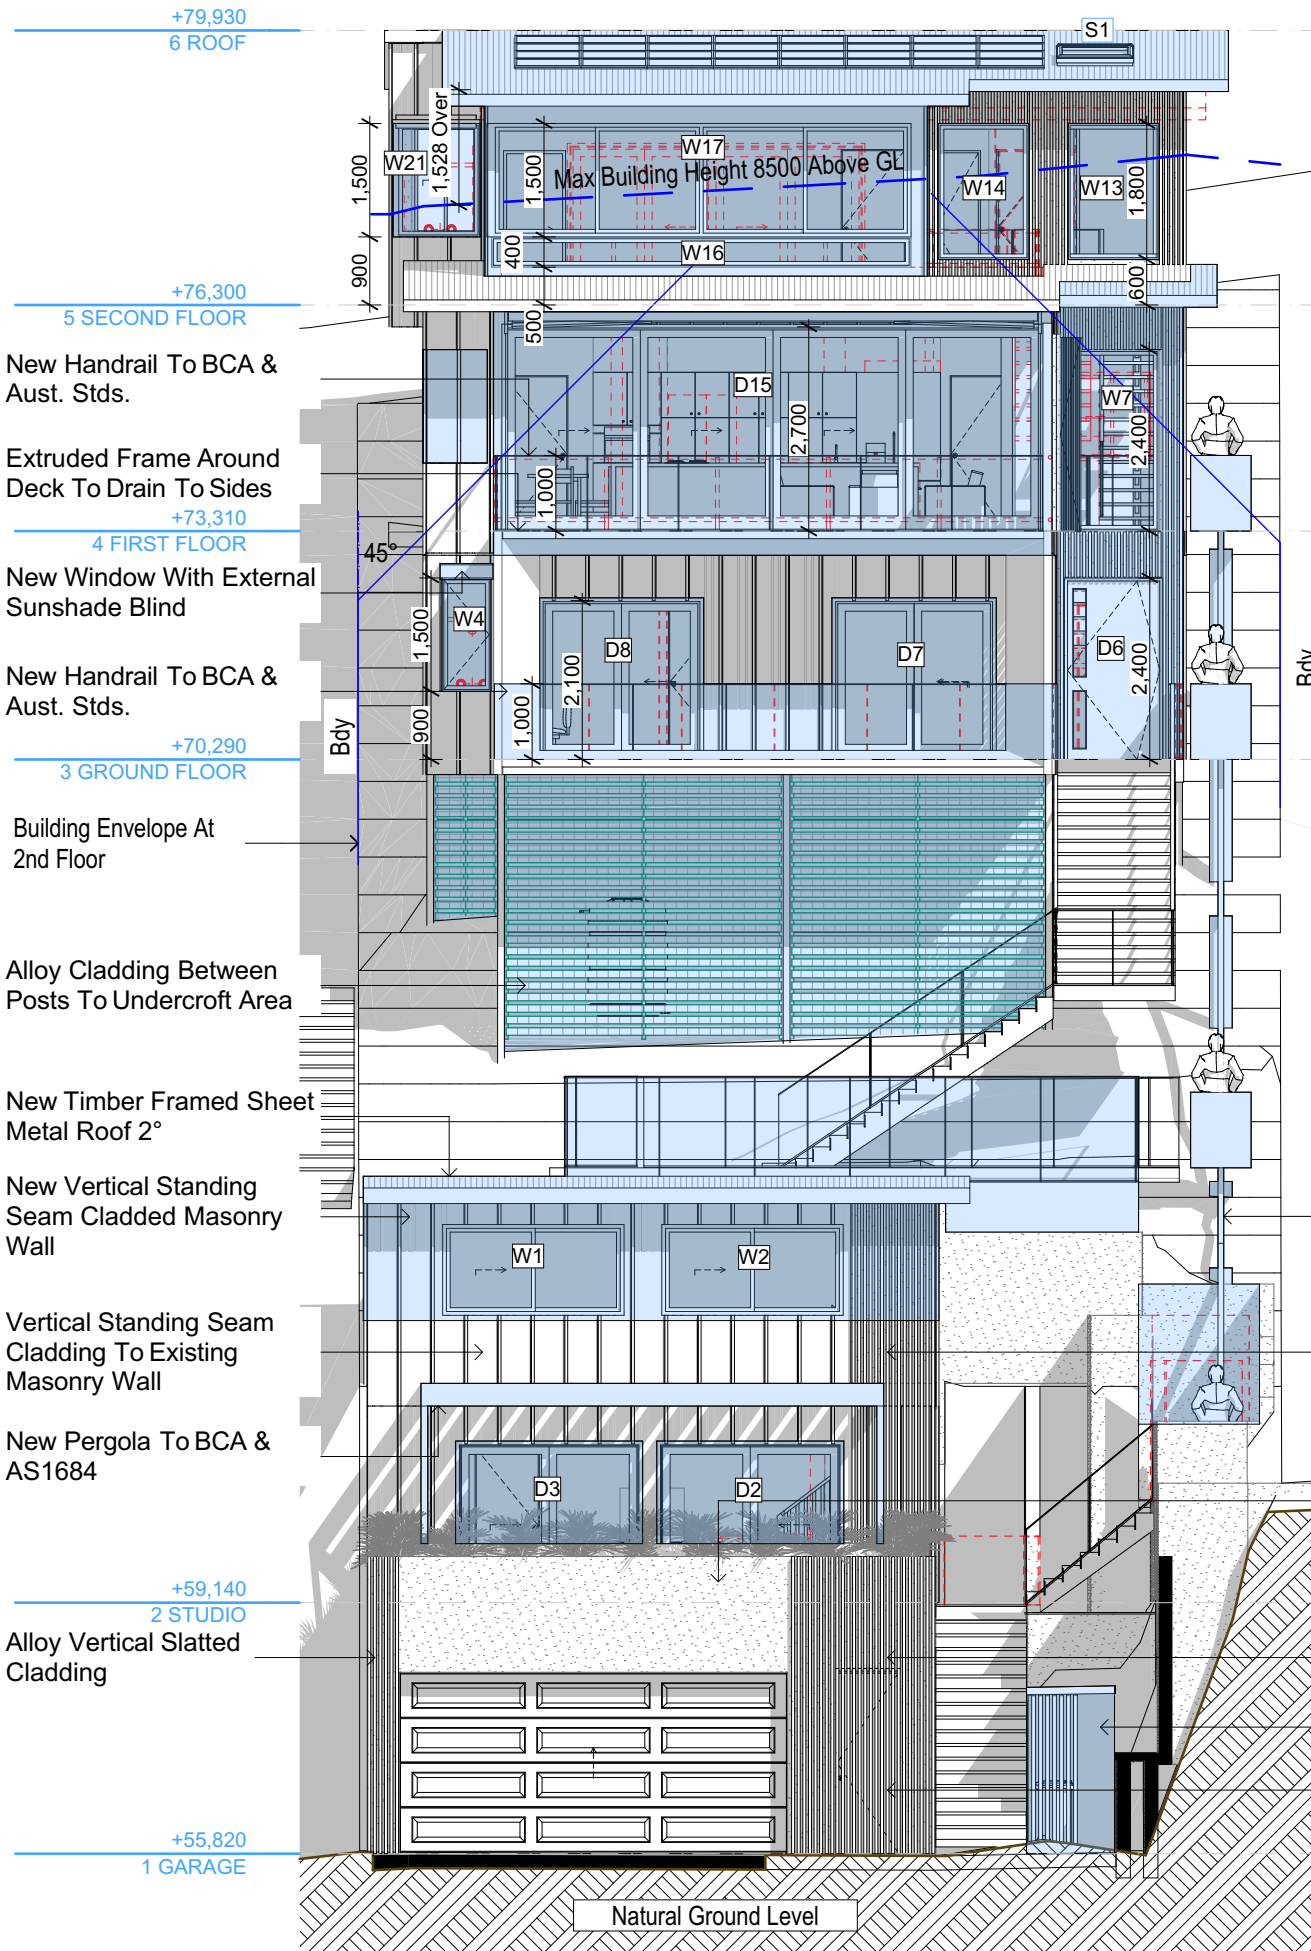 +79,930
6 ROOF
S1
1,528 Over
1,500
W21
1,500
W17
Max Building Height 8500 Above GL
W14
W13
1,800
900
400
W16
600
+76,300
5 SECOND FLOOR
500
New Handrail To BCA &
Aust. Stds.
D15
W7
2,700
2,400
Extruded Frame Around
Deck To Drain To Sides
1,000
+73,310
4 FIRST FLOOR
45°
New Window With External
Sunshade Blind
1,500
W4
D8
D7
D6
2,100
2,400
New Handrail To BCA &
Aust. Stds.
900
1,000
Bdy
Bdy
+70,290
3 GROUND FLOOR
Building Envelope At
2nd Floor
Alloy Cladding Between
Posts To Undercroft Area
New Timber Framed Sheet
Metal Roof 2°
New Vertical Standing
Seam Cladded Masonry
Wall
W1
W2
Vertical Standing Seam
Cladding To Existing
Masonry Wall
New Pergola To BCA &
AS1684
D3
D2
+59,140
2 STUDIO
Alloy Vertical Slatted
Cladding
+55,820
1 GARAGE
Natural Ground Level